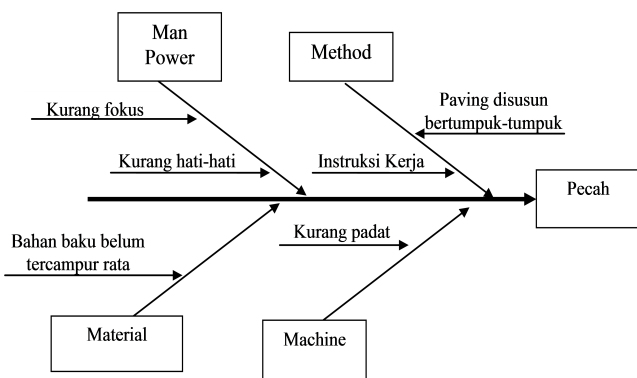 Man
Power
Method
Kurang fokus
Paving disusun
bertumpuk-tumpuk
Kurang hati-hati
Instruksi Kerja
Pecah
Bahan baku belum
tercampur rata
Kurang padat
Material
Machine